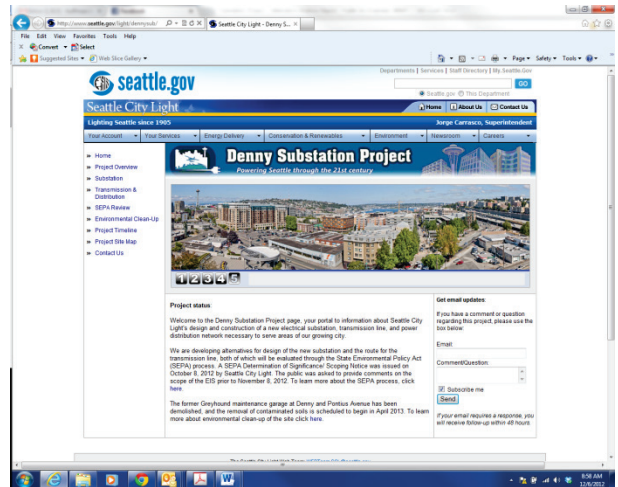 http://www.seattle.gov/light/dennysub/
Seattle City Light - Denny S...
File Edit View Favorites Tools Help
Convert Select
Suggested Sites Web Slice Gallery
Page Safety Tools
Departments | Services | Staff Directory | My.Seattle.Gov
seattle.gov
GO
Seattle.gov This Department
Seattle City Light
Home About Us Contact Us
Lighting Seattle since 1905
Jorge Carrasco, Superintendent
Your Account Your Services Energy Delivery Conservation & Renewables Environment Newsroom Careers
Home
Project Overview
Substation
Transmission &
Distribution
SEPA Review
Environmental Clean-Up
Project Timeline
Project Site Map
Contact Us
Denny Substation Project
Powering Seattle through the 21st century
1 2 3 4 5
Project status
Welcome to the Denny Substation Project page, your portal to information about Seattle City
Light's design and construction of a new electrical substation, transmission line, and power
distribution network necessary to serve areas of our growing city.
We are developing alternatives for design of the new substation and the route for the
transmission line, both of which will be evaluated through the State Environmental Policy Act
(SEPA) process. A SEPA Determination of Significance/ Scoping Notice was issued on
October 8, 2012 by Seattle City Light. The public was asked to provide comments on the
scope of the EIS prior to November 8, 2012. To learn more about the SEPA process, click
here.
The former Greyhound maintenance garage at Denny and Pontius Avenue has been
demolished, and the removal of contaminated soils is scheduled to begin in April 2013. To learn
more about environmental clean-up of the site click here.
Get email updates:
If you have a comment or question
regarding this project, please use the
box below:
Email:
Comment/Question:
Subscribe me
Send
If your email requires a response, you
will receive follow-up within 48 hours.
8:58 AM
12/6/2012